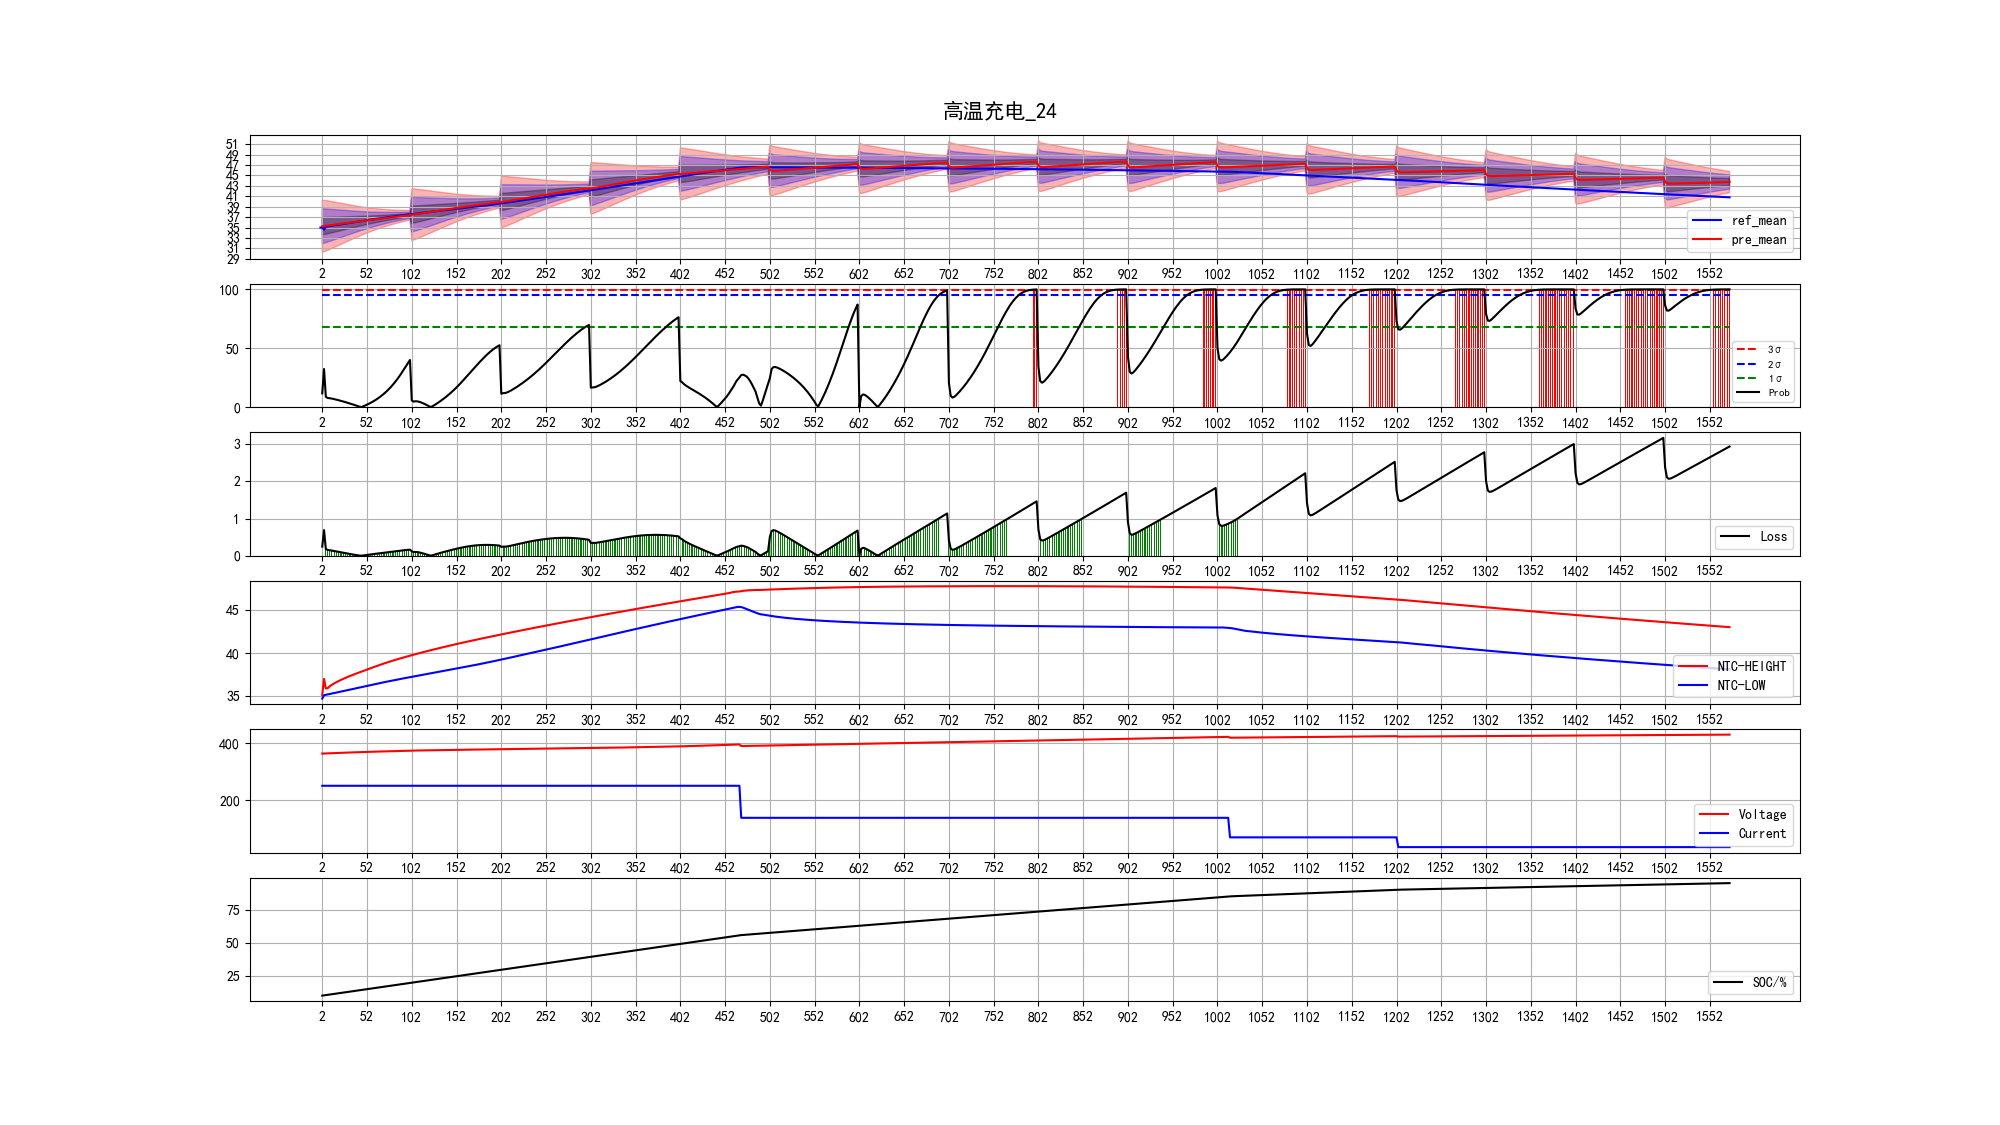 高温充电_24
51
49
47
45
43
41
39
37
35
33
31
29
ref_mean
pre_mean
2 52 102 152 202 252 302 352 402 452 502 552 602 652 702 752 802 852 902 952 1002 1052 1102 1152 1202 1252 1302 1352 1402 1452 1502 1552
100
50
0
3σ
2σ
1σ
Prob
2 52 102 152 202 252 302 352 402 452 502 552 602 652 702 752 802 852 902 952 1002 1052 1102 1152 1202 1252 1302 1352 1402 1452 1502 1552
3
2
1
0
Loss
2 52 102 152 202 252 302 352 402 452 502 552 602 652 702 752 802 852 902 952 1002 1052 1102 1152 1202 1252 1302 1352 1402 1452 1502 1552
45
40
35
NTC-HEIGHT
NTC-LOW
2 52 102 152 202 252 302 352 402 452 502 552 602 652 702 752 802 852 902 952 1002 1052 1102 1152 1202 1252 1302 1352 1402 1452 1502 1552
400
200
Voltage
Current
2 52 102 152 202 252 302 352 402 452 502 552 602 652 702 752 802 852 902 952 1002 1052 1102 1152 1202 1252 1302 1352 1402 1452 1502 1552
75
50
25
SOC/%
2 52 102 152 202 252 302 352 402 452 502 552 602 652 702 752 802 852 902 952 1002 1052 1102 1152 1202 1252 1302 1352 1402 1452 1502 1552